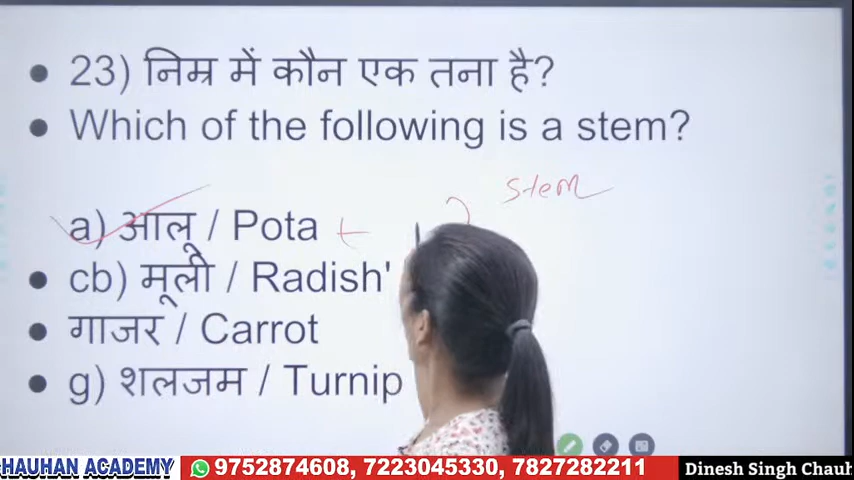 • 23) निम्र में कौन एक तना है?
• Which of the following is a stem?
stem
a) आलू / Pota t
• cb) मूली / Radish'
• गाजर / Carrot
• g) शलजम / Turnip
HAUHAN ACADEMY 9752874608, 7223045330, 7827282211 Dinesh Singh Chauh